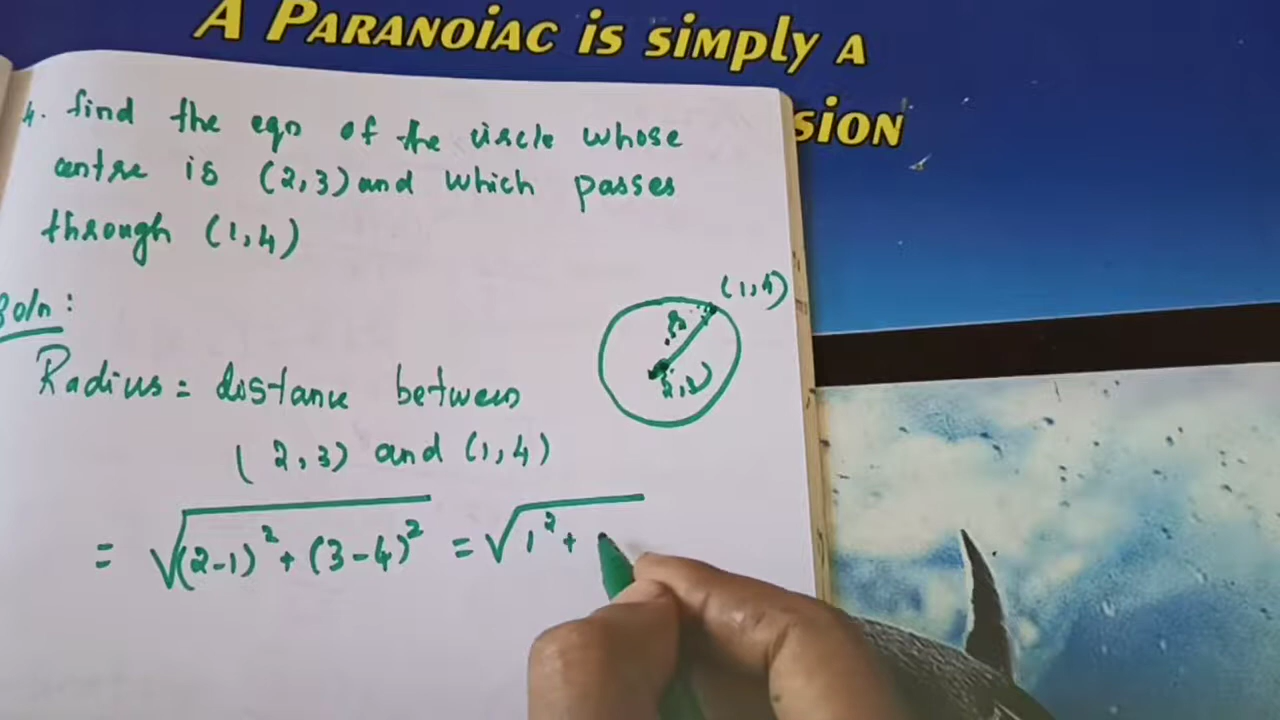 A PARANOIAC is simply A
SION
4. find the eqn of the circle whose
centre is (2,3) and which passes
through (1,4)
Soln:
(1,4)
Radius = distance between
(2,3) and (1,4)
= √(2-1)² + (3-4)² = √1² +